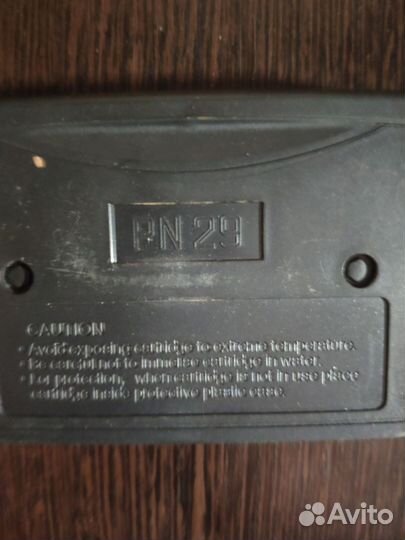 PN 29
CAUTION
• Avoid exposing cartridge to extreme temperature.
• Be careful not to immerse cartridge in water.
• For protection, when cartridge is not in use place
cartridge inside protective plastic case.
Avito